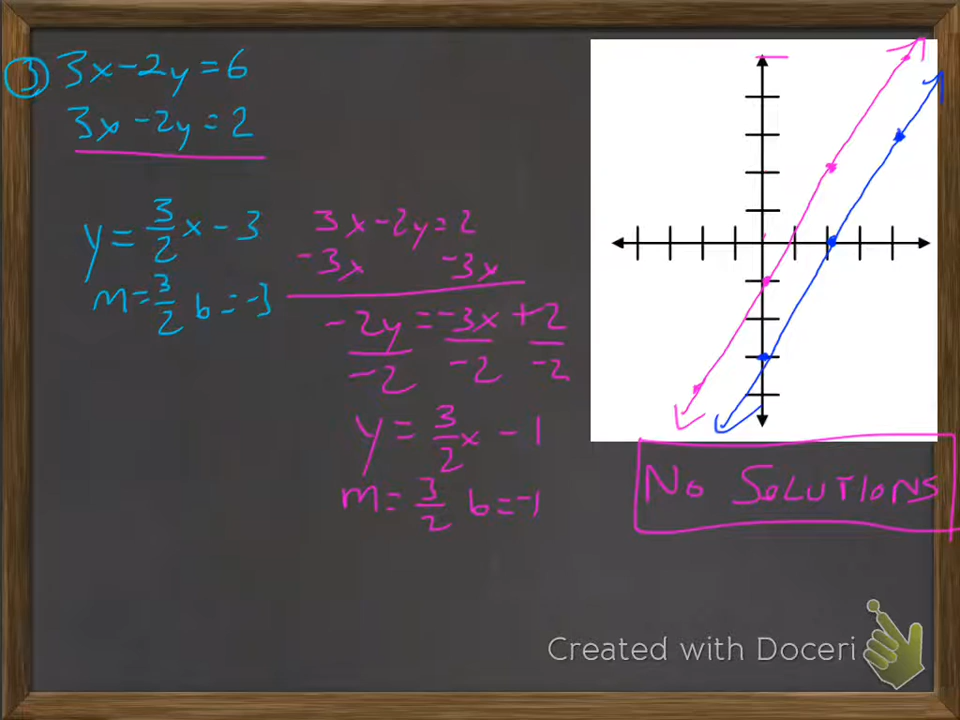 ③ 3x-2y=6
3x-2y=2
y=3/2x-3
m=3/2 b=-3
3x-2y=2
-3x -3x
-2y=-3x+2
-2 -2 -2
y=3/2x-1
m=3/2 b=-1
NO SOLUTIONS
Created with Doceri